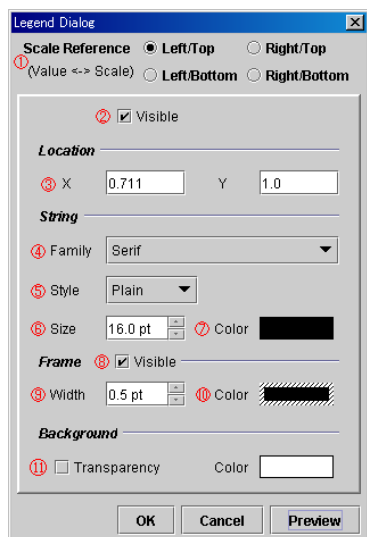 Legend Dialog
Scale Reference Left/Top Right/Top
① (Value <-> Scale) Left/Bottom Right/Bottom
② Visible
Location
③ X 0.711 Y 1.0
String
④ Family Serif
⑤ Style Plain
⑥ Size 16.0 pt ⑦ Color
Frame ⑧ Visible
⑨ Width 0.5 pt ⑩ Color
Background
⑪ Transparency Color
OK Cancel Preview